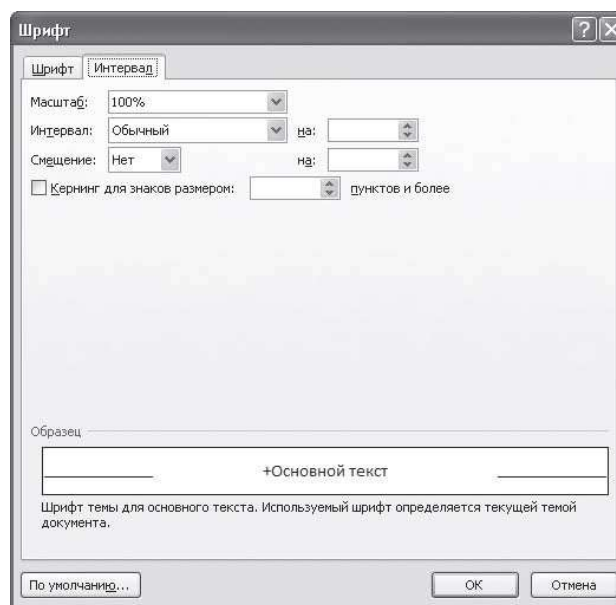 Шрифт
Шрифт Интервал
Масштаб: 100%
Интервал: Обычный на:
Смещение: Нет на:
Кернинг для знаков размером: пунктов и более
Образец
+Основной текст
Шрифт темы для основного текста. Используемый шрифт определяется текущей темой
документа.
По умолчанию... ОК Отмена